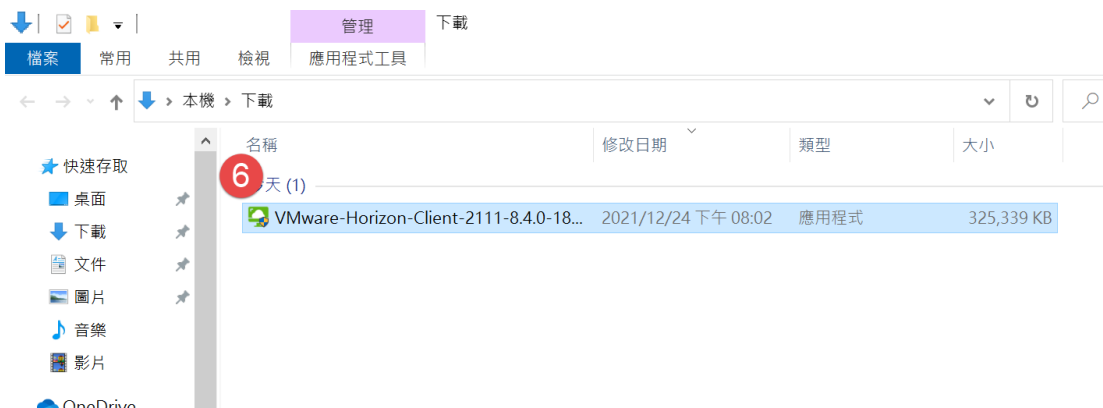 管理
下載
檔案
常用
共用
檢視
應用程式工具
本機
下載
名稱
修改日期
類型
大小
快速存取
6
天 (1)
桌面
VMware-Horizon-Client-2111-8.4.0-18...
2021/12/24 下午 08:02
應用程式
325,339 KB
下載
文件
圖片
音樂
影片
OneDrive